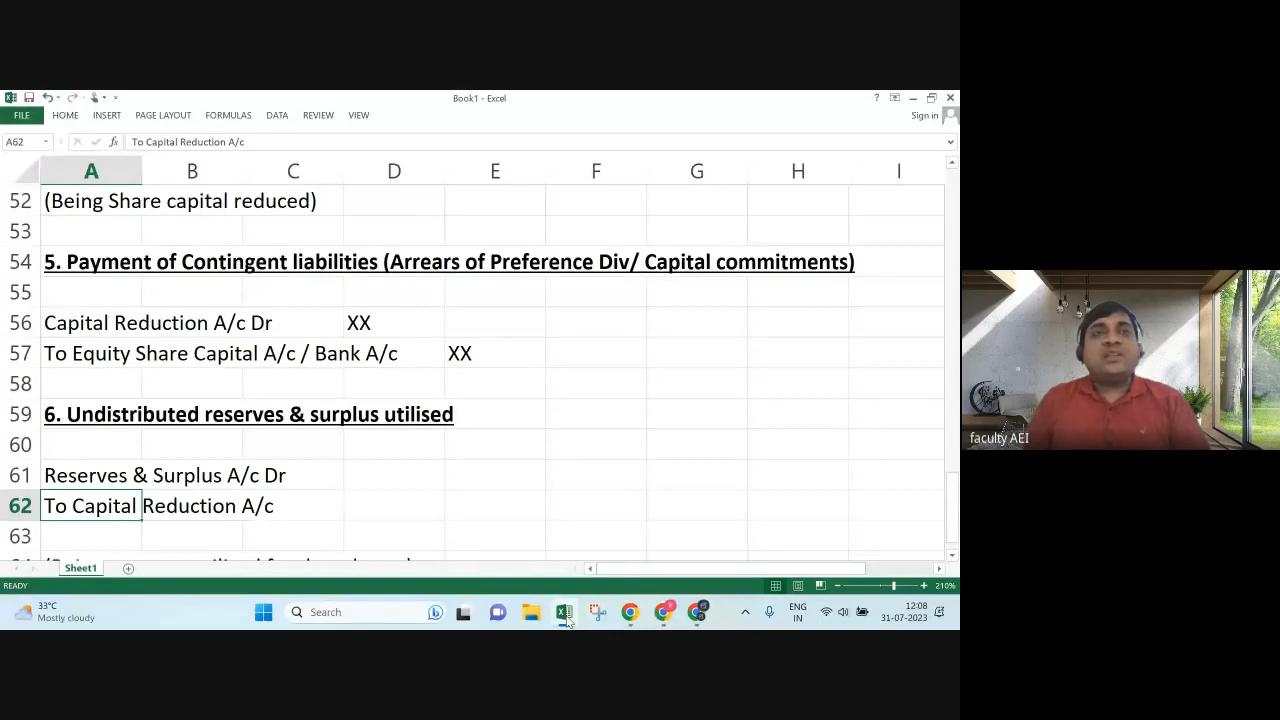 Book1 - Excel
?
FILE HOME INSERT PAGE LAYOUT FORMULAS DATA REVIEW VIEW Sign in
A62 fx To Capital Reduction A/c
A B C D E F G H I
52 (Being Share capital reduced)
53
54 5. Payment of Contingent liabilities (Arrears of Preference Div/ Capital commitments)
55
56 Capital Reduction A/c Dr XX
57 To Equity Share Capital A/c / Bank A/c XX
58
59 6. Undistributed reserves & surplus utilised
60
61 Reserves & Surplus A/c Dr
62 To Capital Reduction A/c
63
Sheet1
READY 210%
33°C
Mostly cloudy
Search
ENG
IN
12:08
31-07-2023
faculty AEI